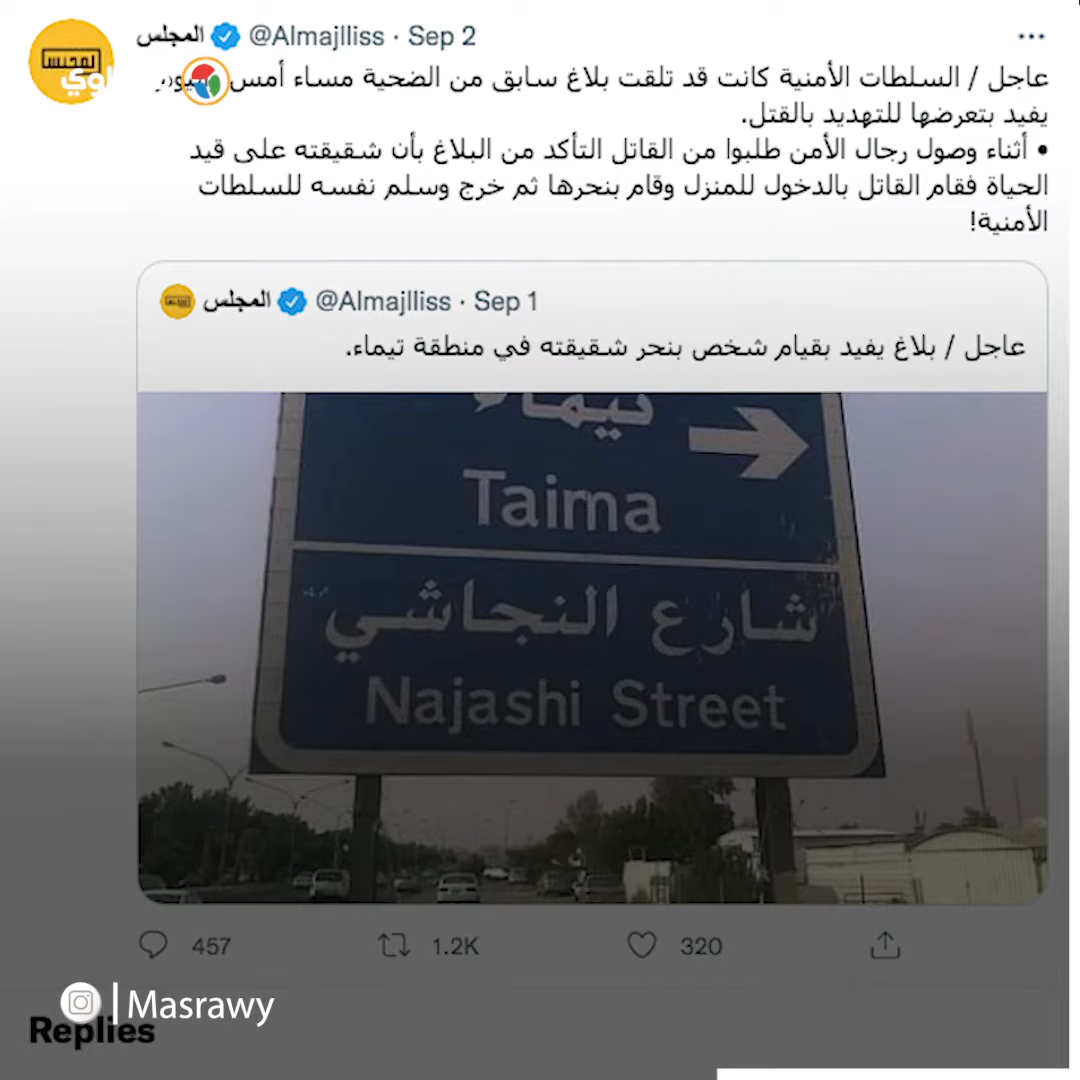 المجلس @Almajlliss · Sep 2
عاجل / السلطات الأمنية كانت قد تلقت بلاغ سابق من الضحية مساء أمس
يفيد بتعرضها للتهديد بالقتل.
• أثناء وصول رجال الأمن طلبوا من القاتل التأكد من البلاغ بأن شقيقته على قيد
الحياة فقام القاتل بالدخول للمنزل وقام بنحرها ثم خرج وسلم نفسه للسلطات
الأمنية!
المجلس @Almajlliss · Sep 1
عاجل / بلاغ يفيد بقيام شخص بنحر شقيقته في منطقة تيماء.
تيماء
Taima
شارع النجاشي
Najashi Street
457 1.2K 320
Masrawy
Replies